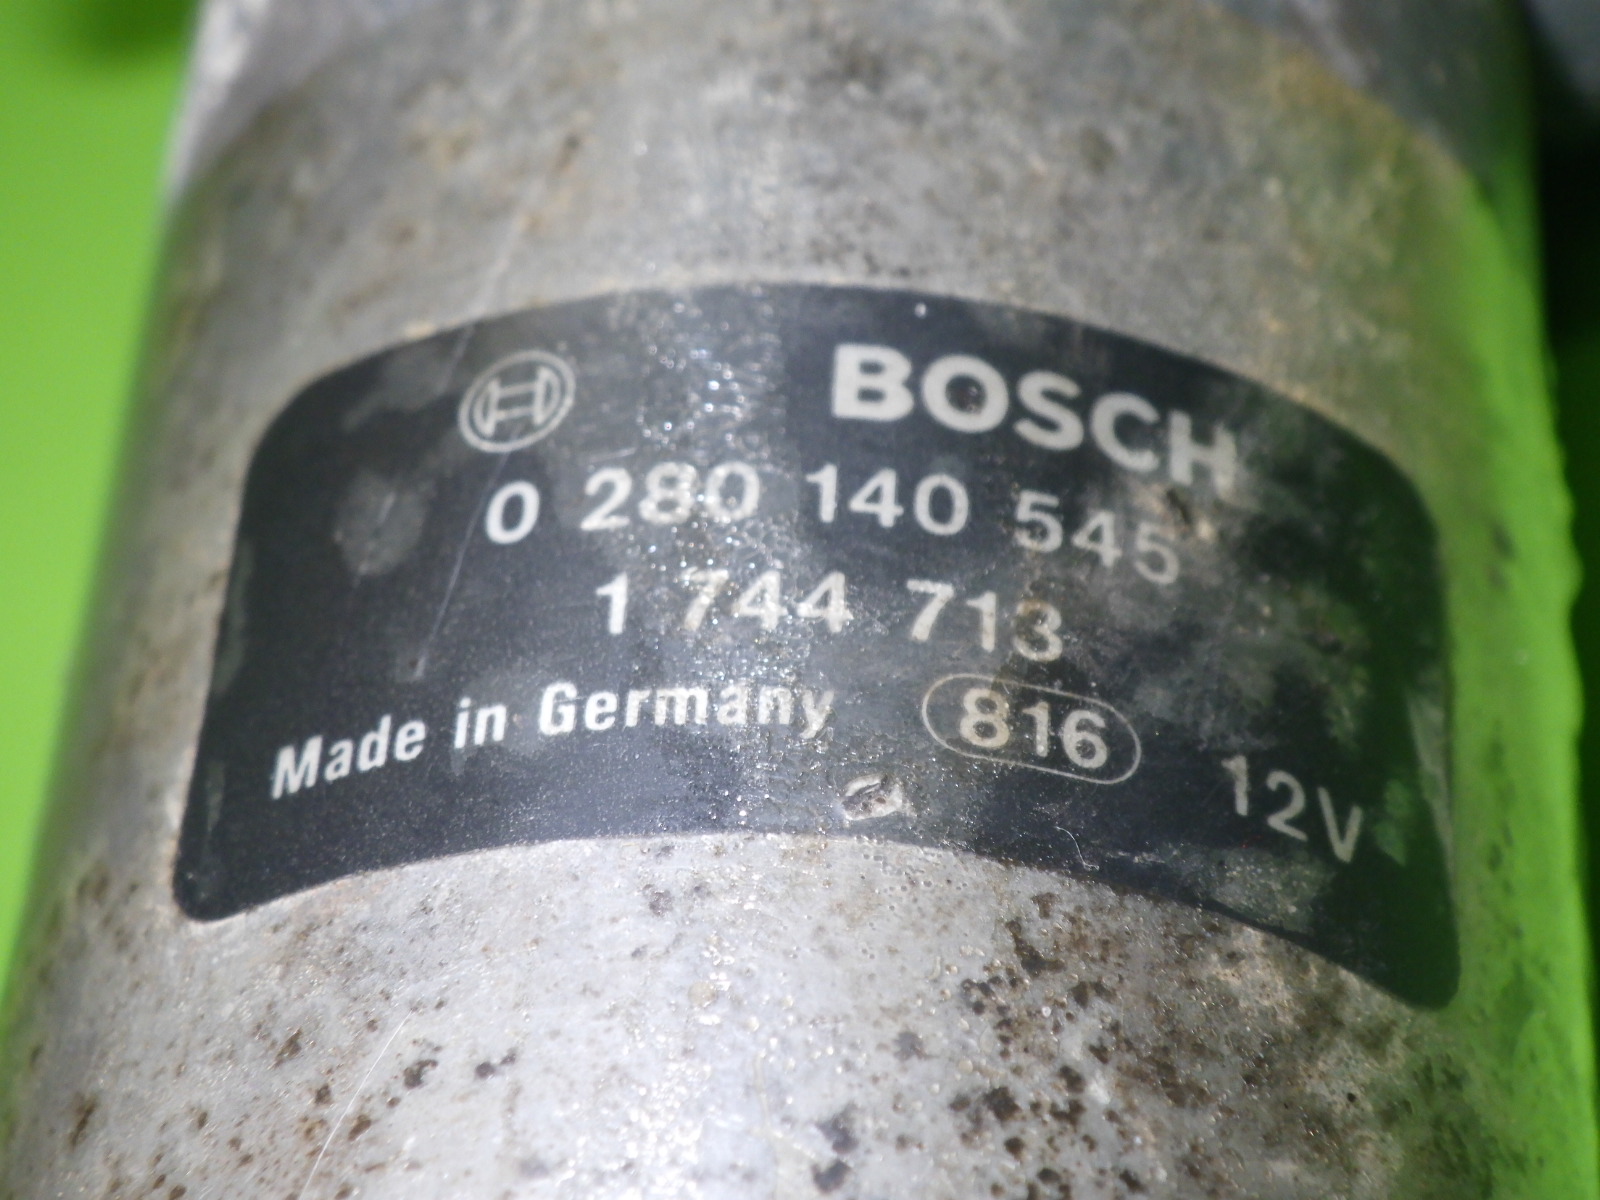 BOSCH
0 280 140 545
1 744 713
Made in Germany 816 12V